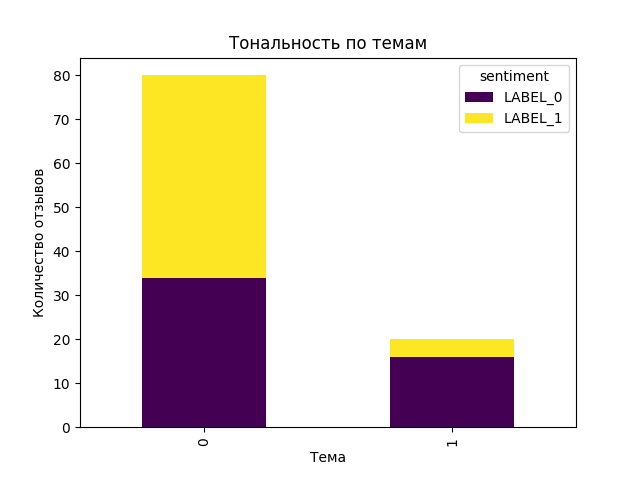 Тональность по темам
sentiment
LABEL_0
LABEL_1
80
70
60
50
40
30
20
10
0
Количество отзывов
0
1
Тема